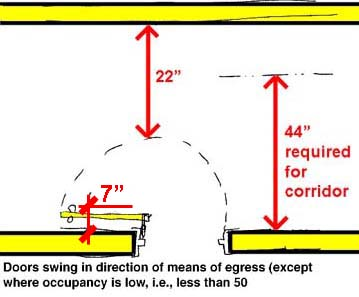 22”
44”
required
for
corridor
7”
Doors swing in direction of means of egress (except
where occupancy is low, i.e., less than 50